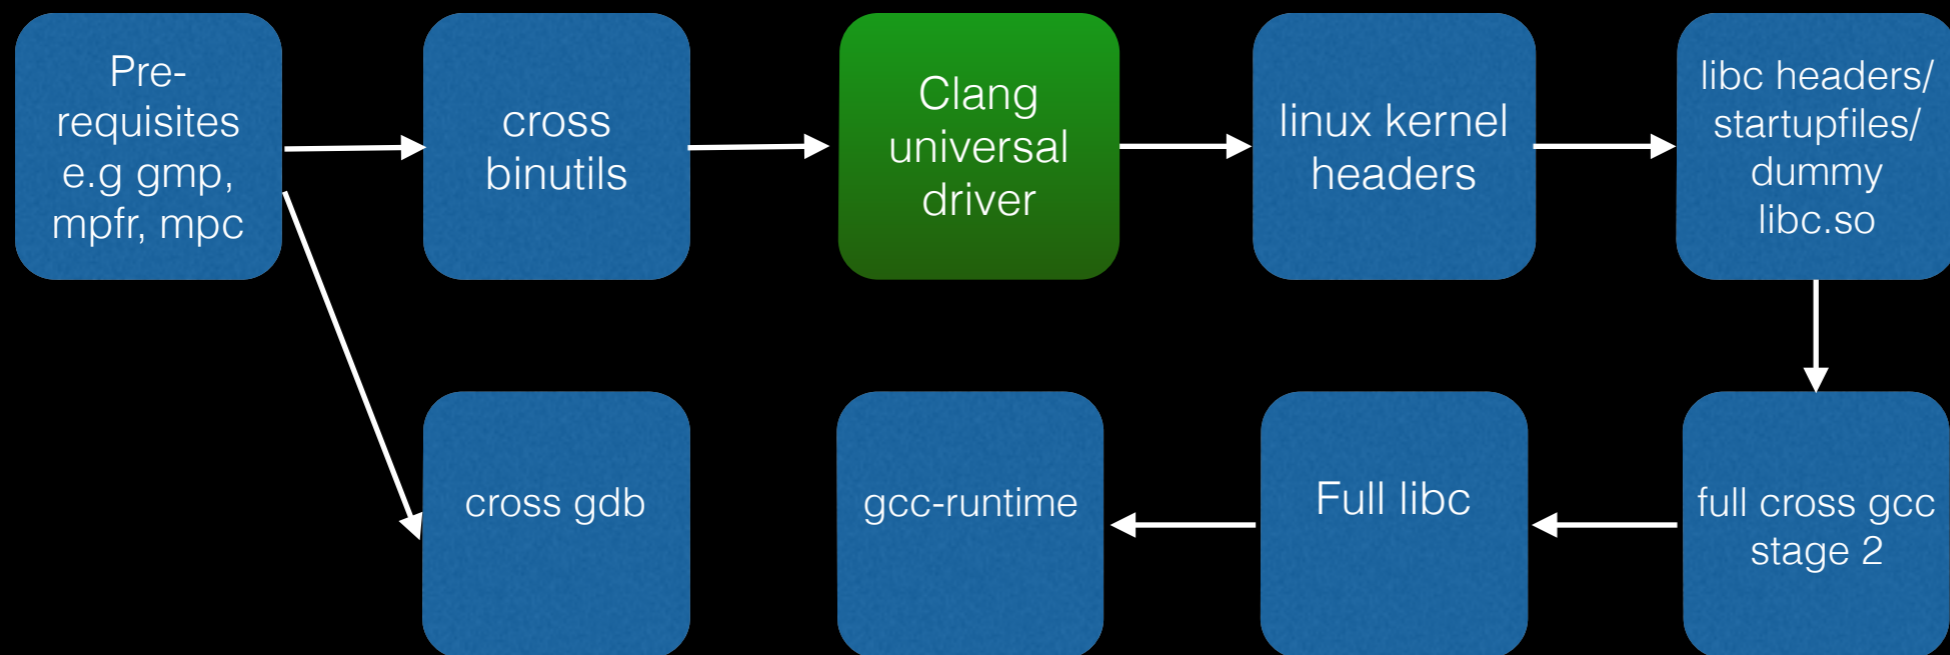 Pre-
requisites
e.g gmp,
mpfr, mpc
cross
binutils
Clang
universal
driver
linux kernel
headers
libc headers/
startupfiles/
dummy
libc.so
cross gdb
gcc-runtime
Full libc
full cross gcc
stage 2